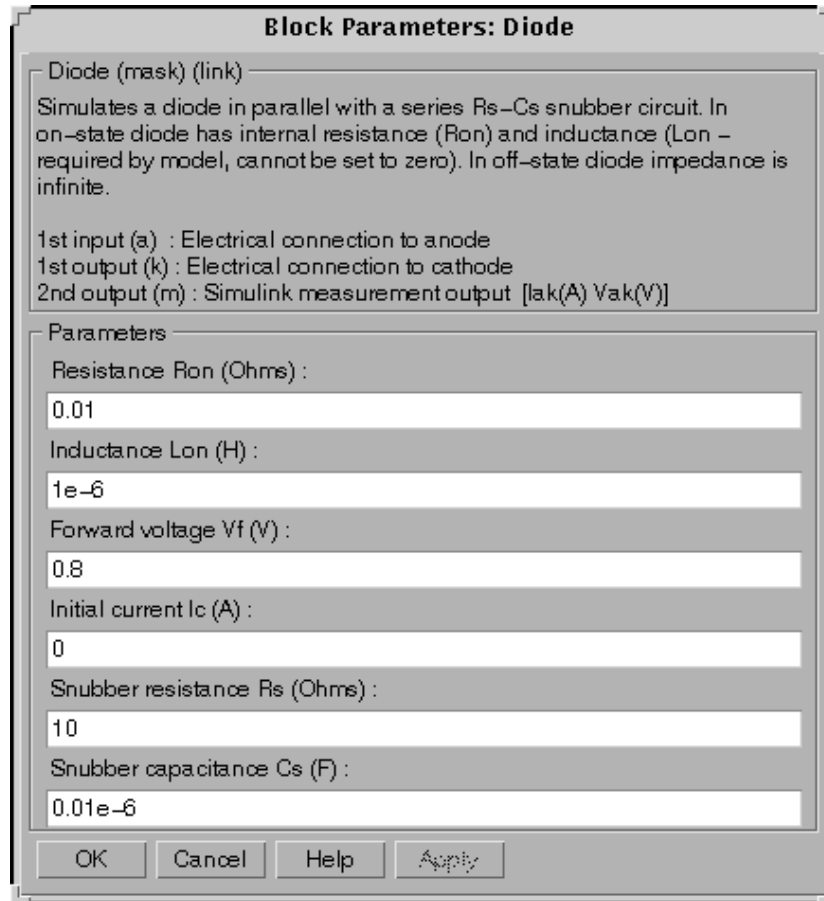 Block Parameters: Diode
Diode (mask) (link)
Simulates a diode in parallel with a series Rs-Cs snubber circuit. In
on-state diode has internal resistance (Ron) and inductance (Lon -
required by model, cannot be set to zero). In off-state diode impedance is
infinite.
1st input (a) : Electrical connection to anode
1st output (k) : Electrical connection to cathode
2nd output (m) : Simulink measurement output [Iak(A) Vak(V)]
Parameters
Resistance Ron (Ohms) :
0.01
Inductance Lon (H) :
1e-6
Forward voltage Vf (V) :
0.8
Initial current Ic (A) :
0
Snubber resistance Rs (Ohms) :
10
Snubber capacitance Cs (F) :
0.01e-6
OK Cancel Help Apply